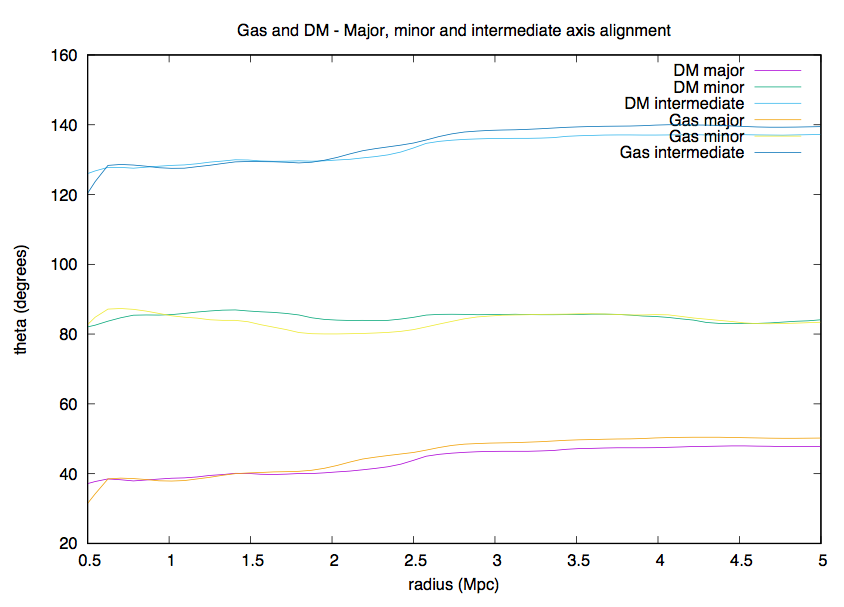 Gas and DM - Major, minor and intermediate axis alignment
160
140
120
100
80
60
40
20
theta (degrees)
DM major
DM minor
DM intermediate
Gas major
Gas minor
Gas intermediate
0.5 1 1.5 2 2.5 3 3.5 4 4.5 5
radius (Mpc)